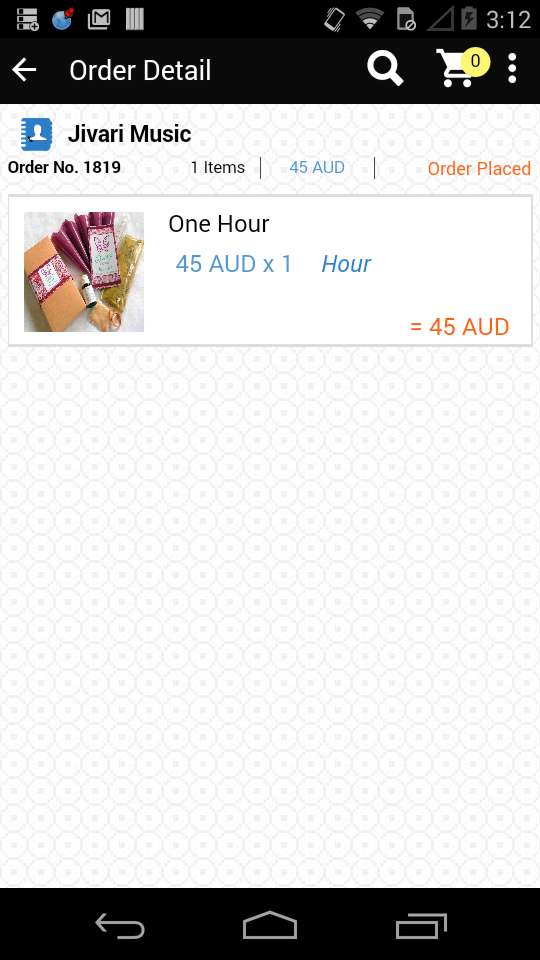 3:12
Order Detail
0
Jivari Music
Order No. 1819 1 Items 45 AUD Order Placed
One Hour
45 AUD x 1 Hour
= 45 AUD